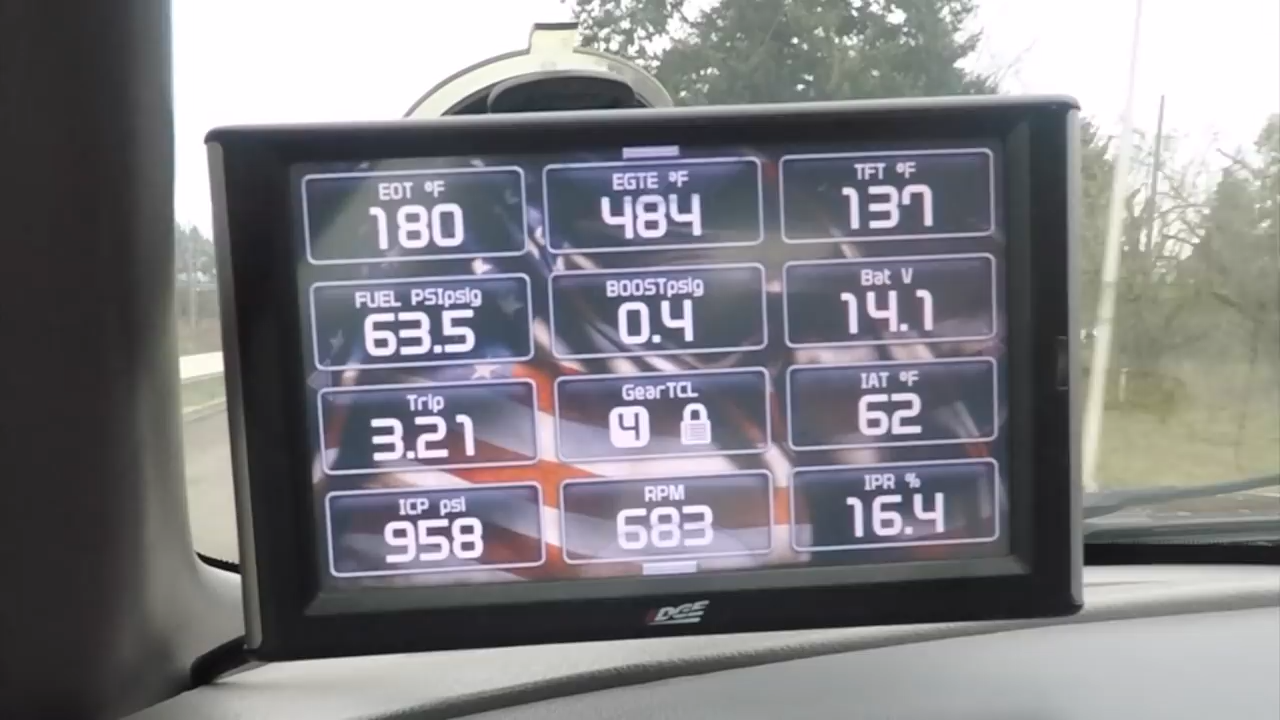 EOT °F
180
EGTE °F
484
TFT °F
137
FUEL PSIpsig
63.5
BOOSTpsig
0.4
Bat V
14.1
Trip
3.21
GearTCL
4
IAT °F
62
ICP psi
958
RPM
683
IPR %
16.4
EDGE